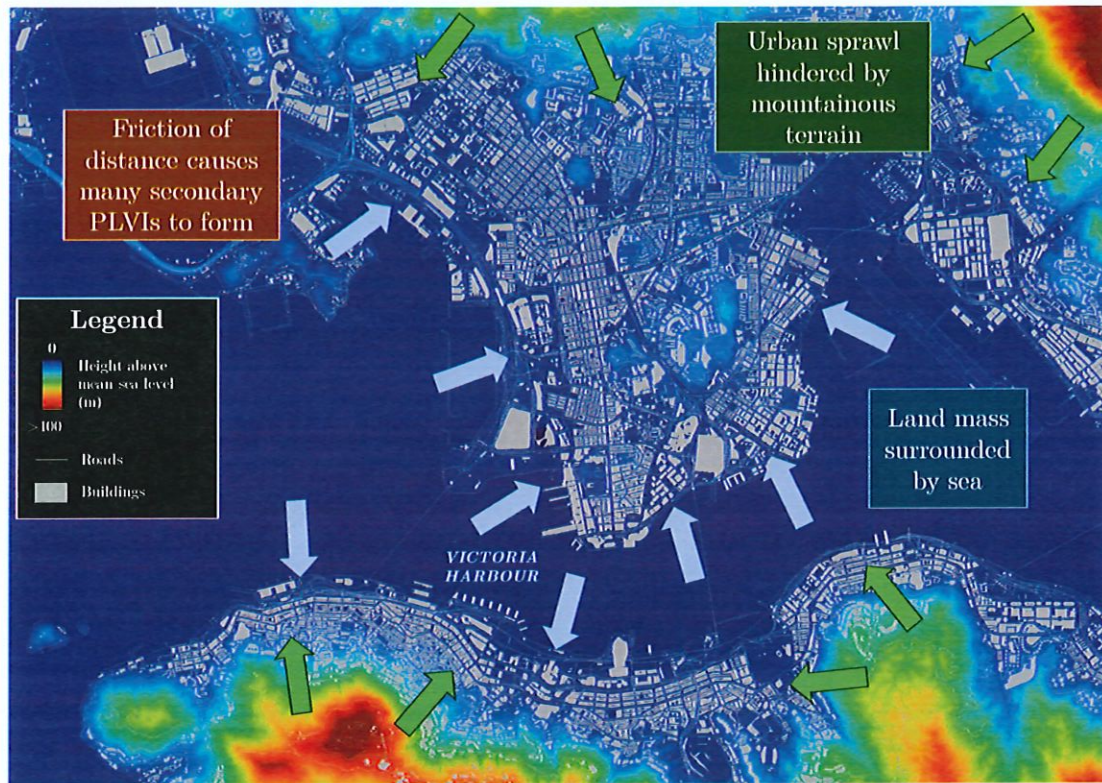 Urban sprawl
hindered by
mountainous
terrain
Friction of
distance causes
many secondary
PLVIs to form
Legend
0
Height above
mean sea level
(m)
>100
Roads
Buildings
Land mass
surrounded
by sea
VICTORIA
HARBOUR